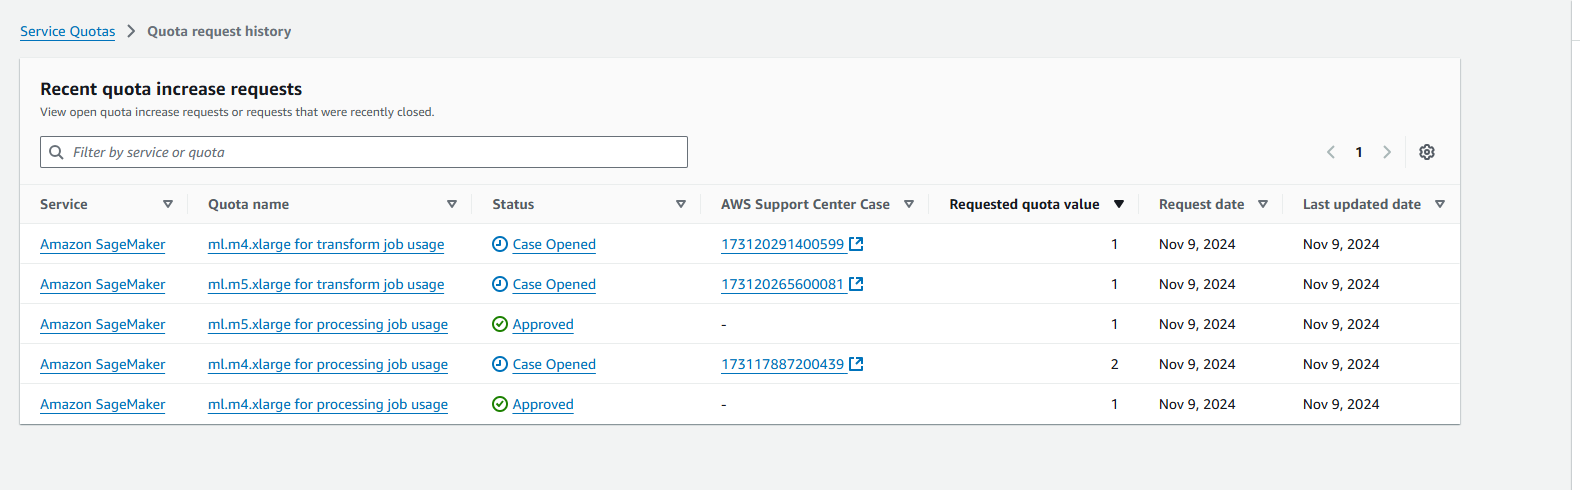 Service Quotas > Quota request history
Recent quota increase requests
View open quota increase requests or requests that were recently closed.
Filter by service or quota
1
Service Quota name Status AWS Support Center Case Requested quota value Request date Last updated date
Amazon SageMaker ml.m4.xlarge for transform job usage Case Opened 173120291400599 1 Nov 9, 2024 Nov 9, 2024
Amazon SageMaker ml.m5.xlarge for transform job usage Case Opened 173120265600081 1 Nov 9, 2024 Nov 9, 2024
Amazon SageMaker ml.m5.xlarge for processing job usage Approved - 1 Nov 9, 2024 Nov 9, 2024
Amazon SageMaker ml.m4.xlarge for processing job usage Case Opened 173117887200439 2 Nov 9, 2024 Nov 9, 2024
Amazon SageMaker ml.m4.xlarge for processing job usage Approved - 1 Nov 9, 2024 Nov 9, 2024